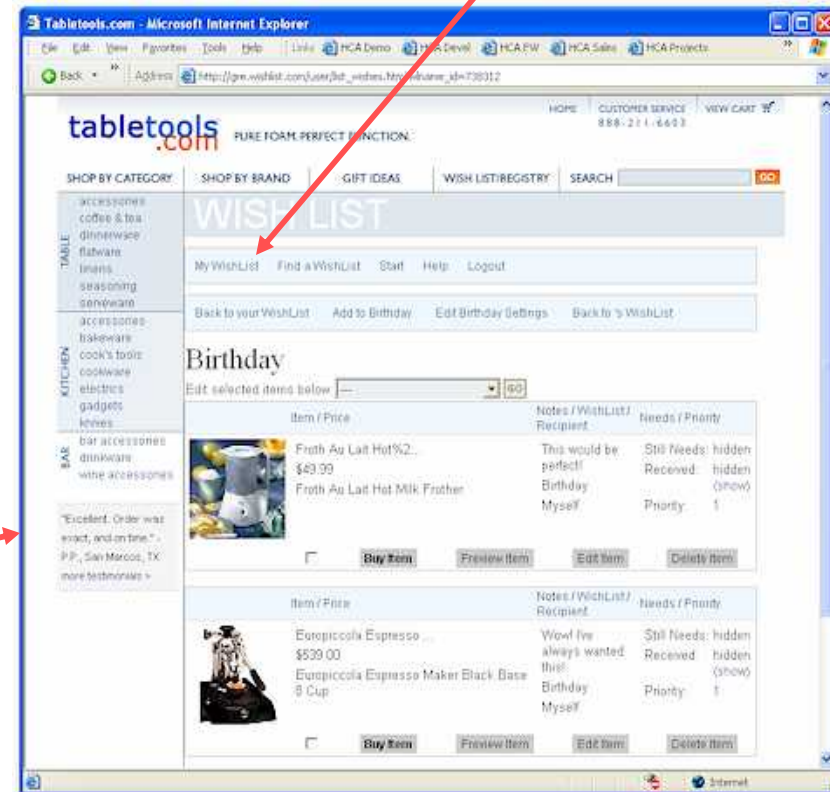 Tabletools.com - Microsoft Internet Explorer
File Edit View Favorites Tools Help Links HCA Demo HCA Devel HCA FW HCA Sales HCA Projects
Back Address
HOME CUSTOMER SERVICE VIEW CART
888-211-6603
tabletools
.com
PURE FORM. PERFECT FUNCTION.
SHOP BY CATEGORY SHOP BY BRAND GIFT IDEAS WISH LIST/REGISTRY SEARCH GO
TABLE
accessories
coffee & tea
dinnerware
flatware
linens
seasoning
serveware
KITCHEN
accessories
bakeware
cook's tools
cookware
electrics
gadgets
knives
BAR
bar accessories
drinkware
wine accessories
"Excellent. Order was
exact, and on time." -
P.P., San Marcos, TX
more testimonials »
WISH LIST
My WishList Find a WishList Start Help Logout
Back to your WishList Add to Birthday Edit Birthday Settings Back to 's WishList
Birthday
Edit selected items below --- GO
Item / Price Notes / WishList / Recipient Needs / Priority
Froth Au Lait Hot%2...
$49.99
Froth Au Lait Hot Milk Frother
This would be
perfect!
Birthday
Myself
Still Needs: hidden
Received: hidden
(show)
Priority: 1
Buy Item Preview Item Edit Item Delete Item
Item / Price Notes / WishList / Recipient Needs / Priority
Europiccola Espresso ...
$539.00
Europiccola Espresso Maker Black Base
8 Cup
Wow! I've
always wanted
this!
Birthday
Myself
Still Needs: hidden
Received: hidden
(show)
Priority: 1
Buy Item Preview Item Edit Item Delete Item
Internet